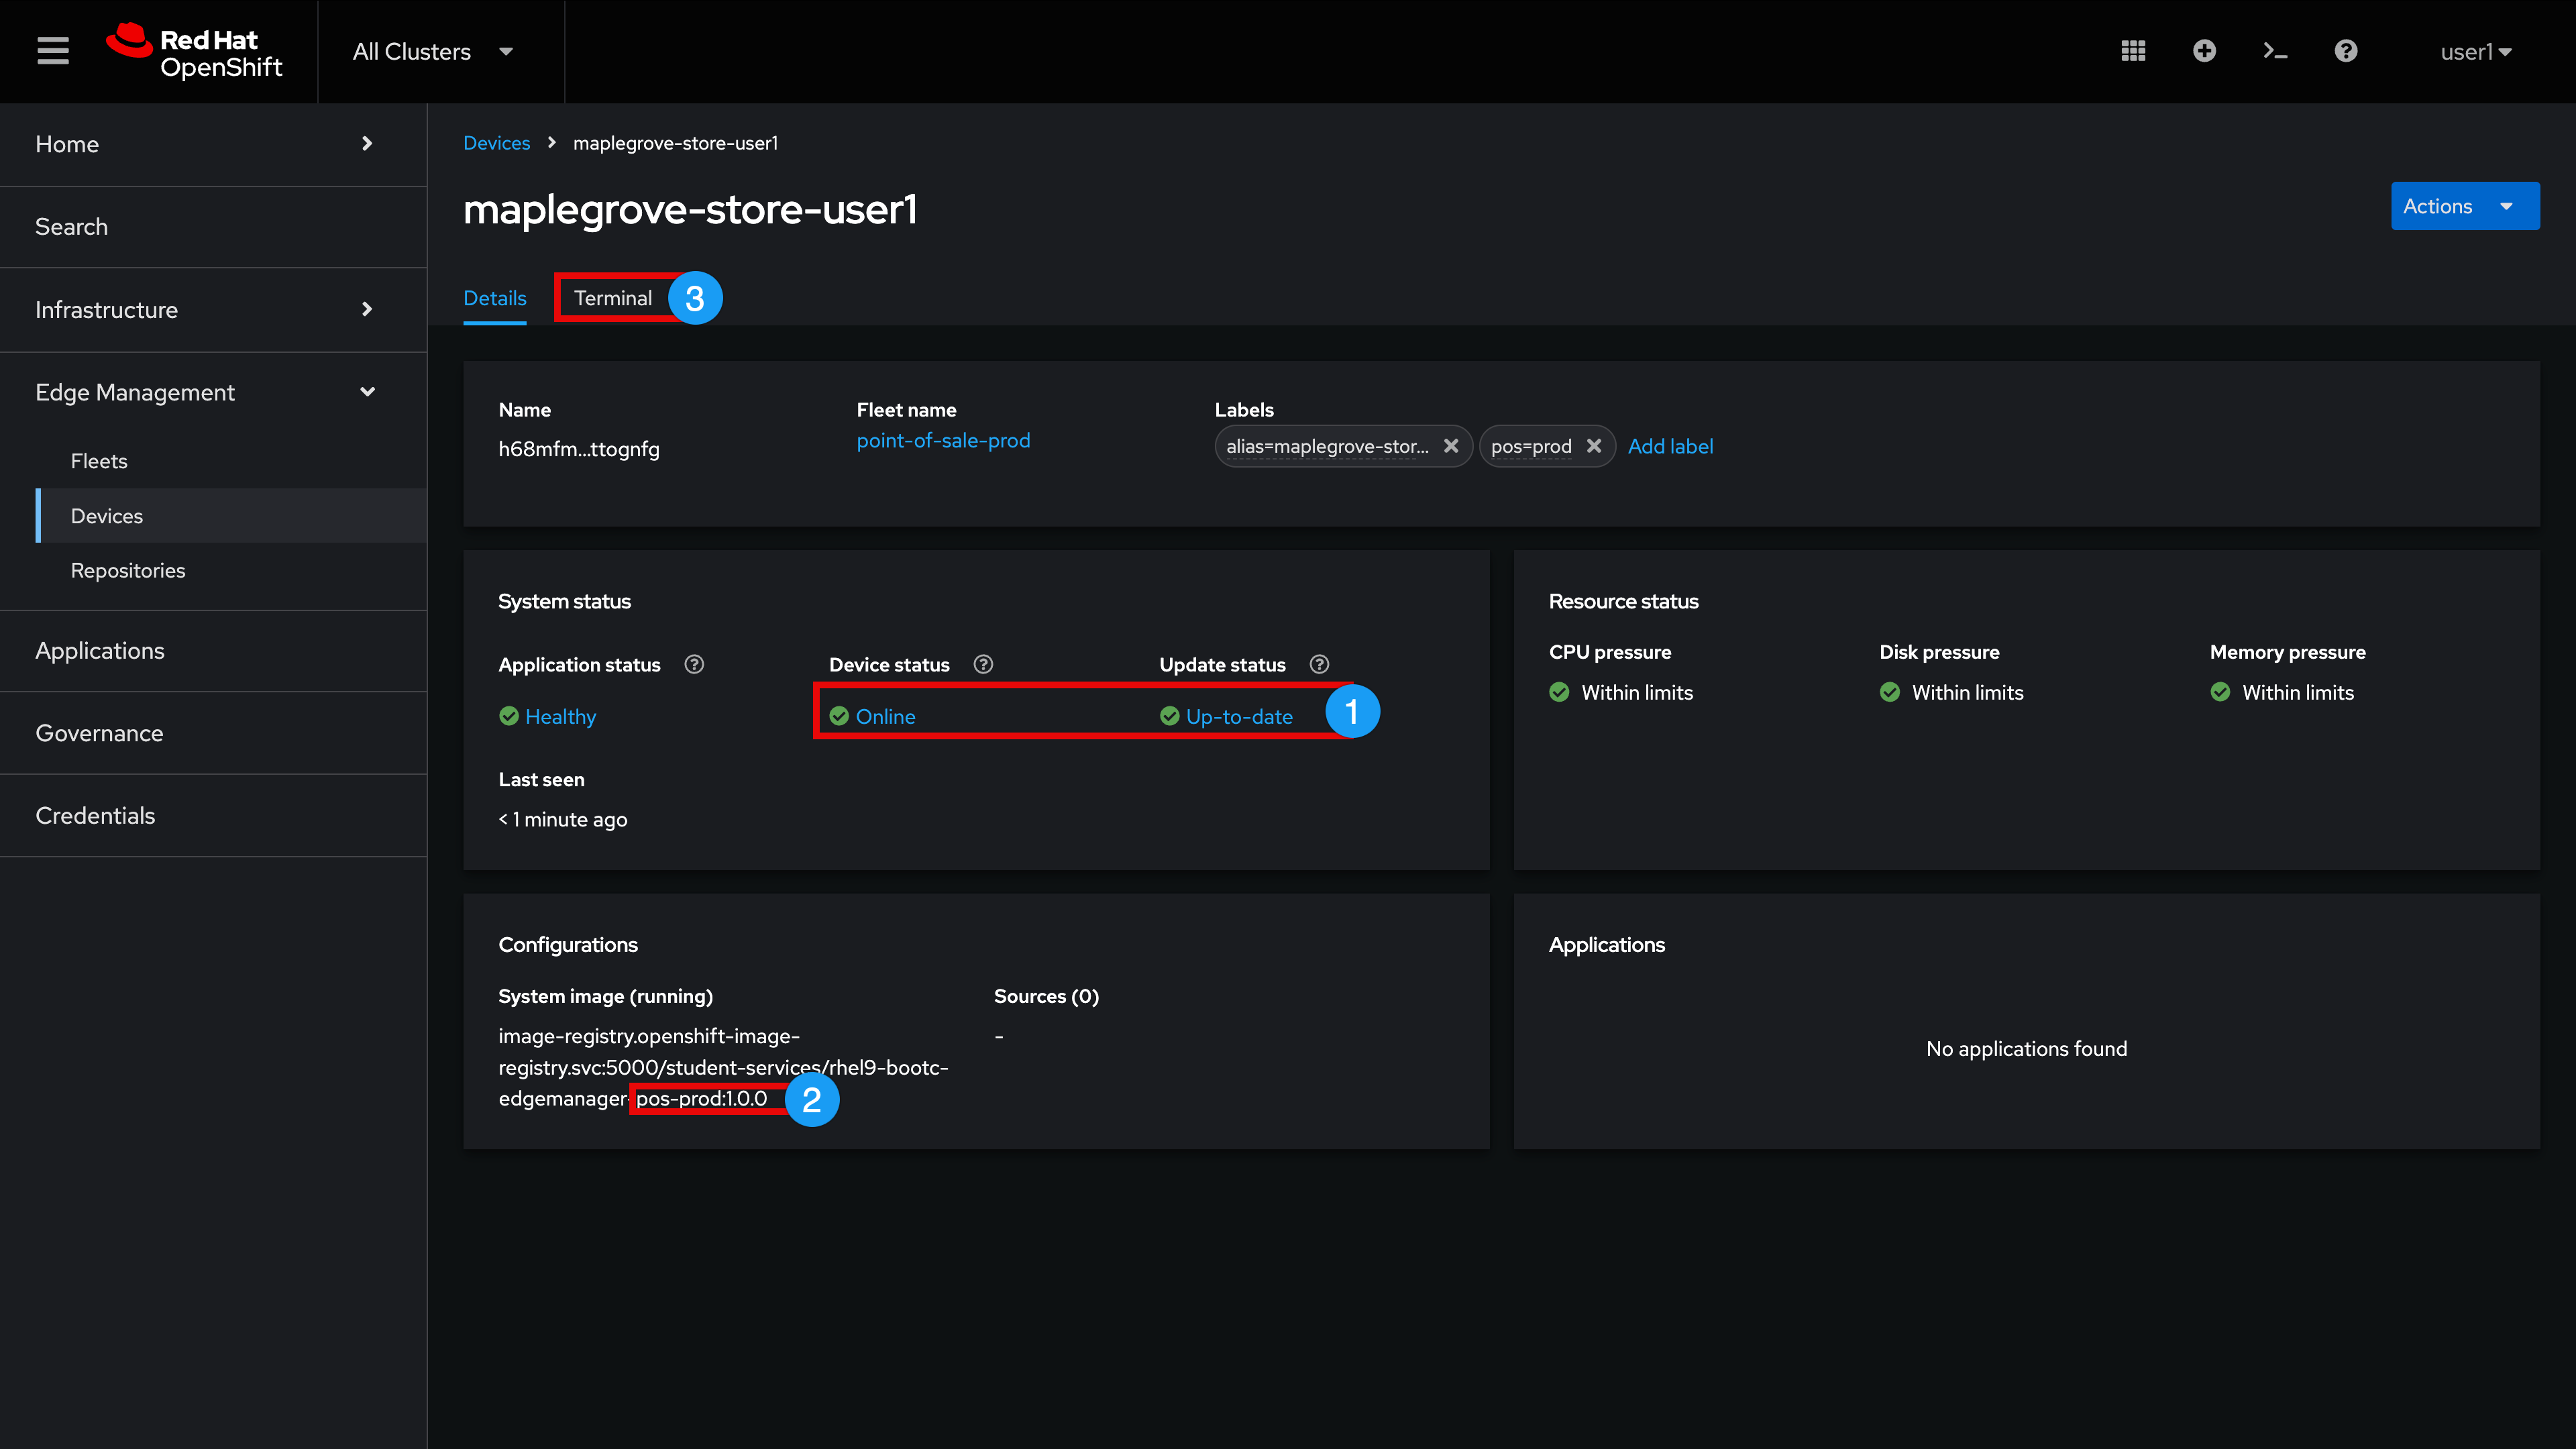 Red Hat
OpenShift
All Clusters
user1
Home
Search
Infrastructure
Edge Management
Fleets
Devices
Repositories
Applications
Governance
Credentials
Devices > maplegrove-store-user1
maplegrove-store-user1
Actions
Details
Terminal
3
Name
h68mfm...ttognfg
Fleet name
point-of-sale-prod
Labels
alias=maplegrove-stor...
pos=prod
Add label
System status
Application status
Healthy
Device status
Online
Update status
Up-to-date
1
Last seen
< 1 minute ago
Resource status
CPU pressure
Within limits
Disk pressure
Within limits
Memory pressure
Within limits
Configurations
System image (running)
image-registry.openshift-image-
registry.svc:5000/student-services/rhel9-bootc-
edgemanager-pos-prod:1.0.0
2
Sources (0)
-
Applications
No applications found